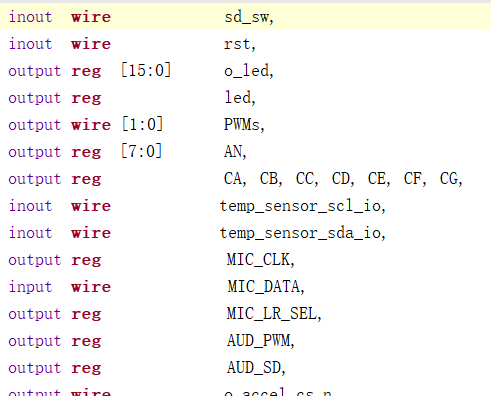 inout wire sd_sw,
inout wire rst,
output reg [15:0] o_led,
output reg led,
output wire [1:0] PWMs,
output reg [7:0] AN,
output reg CA, CB, CC, CD, CE, CF, CG,
inout wire temp_sensor_scl_io,
inout wire temp_sensor_sda_io,
output reg MIC_CLK,
input wire MIC_DATA,
output reg MIC_LR_SEL,
output reg AUD_PWM,
output reg AUD_SD,
output wire o_accel_cs_n